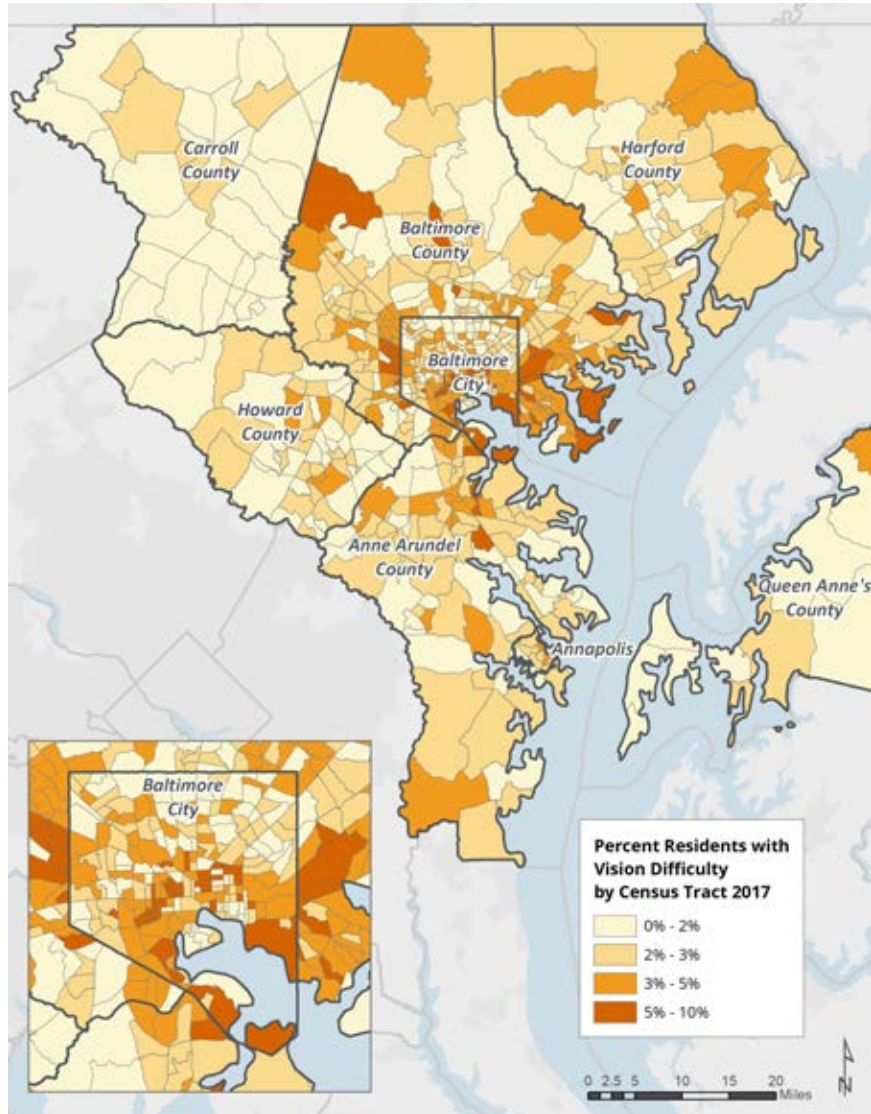 Carroll
County
Harford
County
Baltimore
County
Baltimore
City
Howard
County
Anne Arundel
County
Queen Anne's
County
Annapolis
Baltimore
City
Percent Residents with
Vision Difficulty
by Census Tract 2017
0% - 2%
2% - 3%
3% - 5%
5% - 10%
N
0 2.5 5 10 15 20
Miles